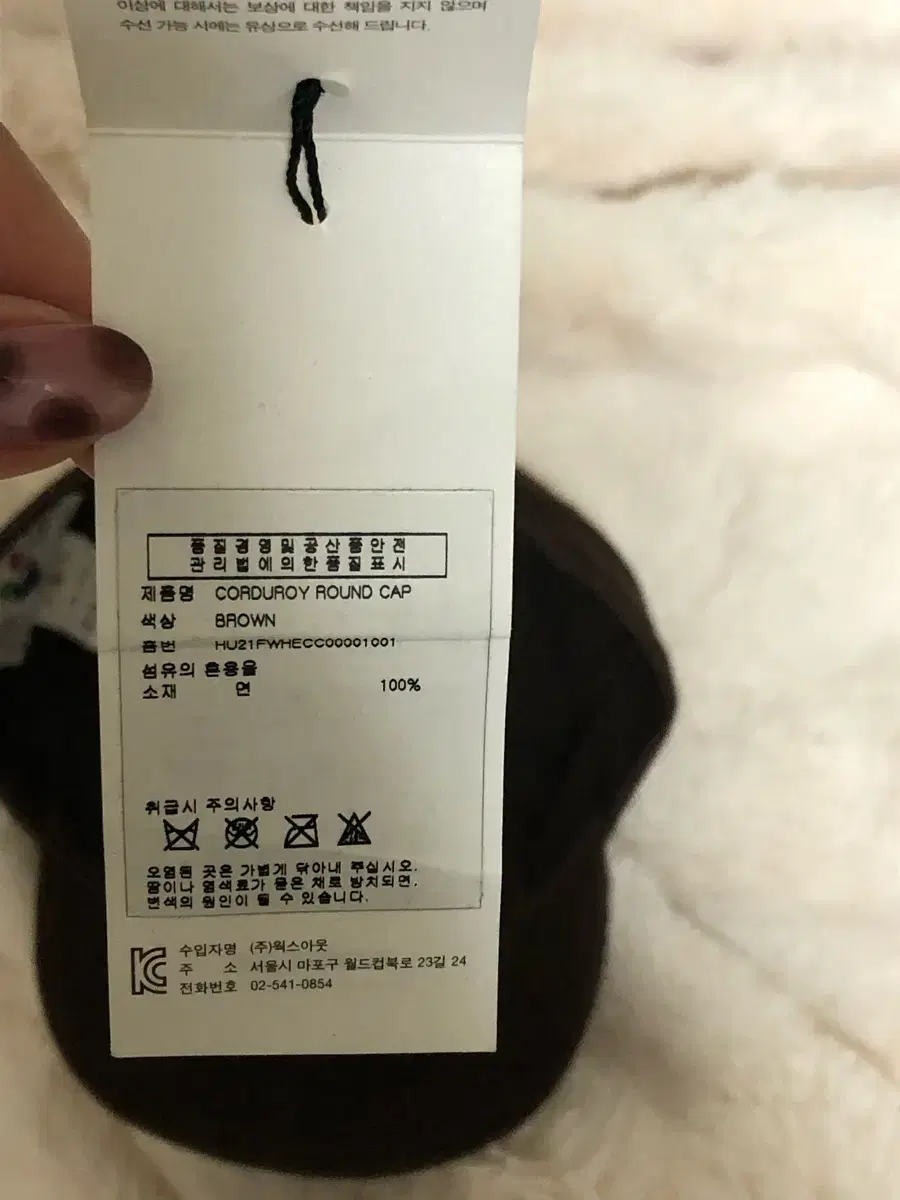 이상에 대해서는 보상에 대한 책임을 지지 않으며
수선 가능 시에는 유상으로 수선해 드립니다.
품질경영및공산품안전
관리법에의한품질표시
제품명 CORDUROY ROUND CAP
색상 BROWN
품번 HU21FWHECC00001001
섬유의 혼용율
소재 면 100%
취급시 주의사항
오염된 곳은 가볍게 닦아내 주십시오.
땀이나 염색료가 묻은 채로 방치되면,
변색의 원인이 될 수 있습니다.
수입자명 (주)웍스아웃
주 소 서울시 마포구 월드컵북로 23길 24
전화번호 02-541-0854